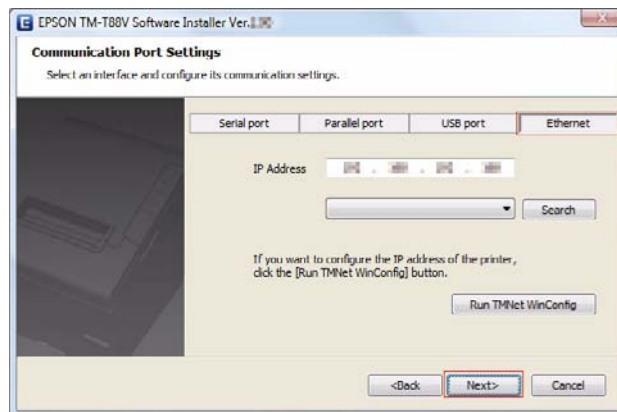 EPSON TM-T88V Software Installer Ver.
Communication Port Settings
Select an interface and configure its communication settings.
Serial port Parallel port USB port Ethernet
IP Address . . .
Search
If you want to configure the IP address of the printer,
click the [Run TMNet WinConfig] button.
Run TMNet WinConfig
<Back Next> Cancel